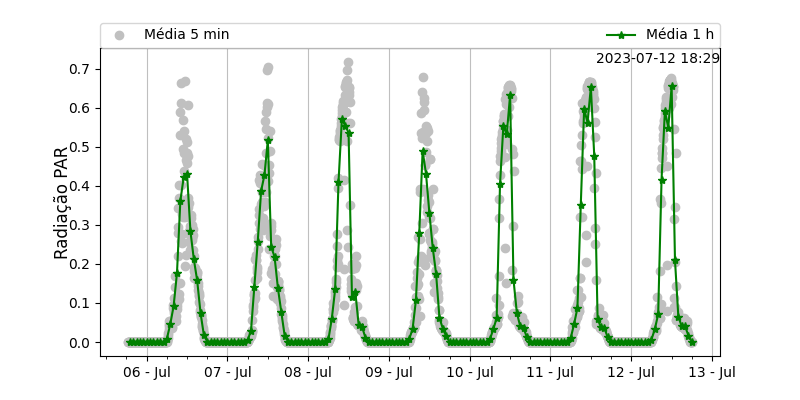 Média 5 min
Média 1 h
2023-07-12 18:29
Radiação PAR
0.7
0.6
0.5
0.4
0.3
0.2
0.1
0.0
06 - Jul
07 - Jul
08 - Jul
09 - Jul
10 - Jul
11 - Jul
12 - Jul
13 - Jul